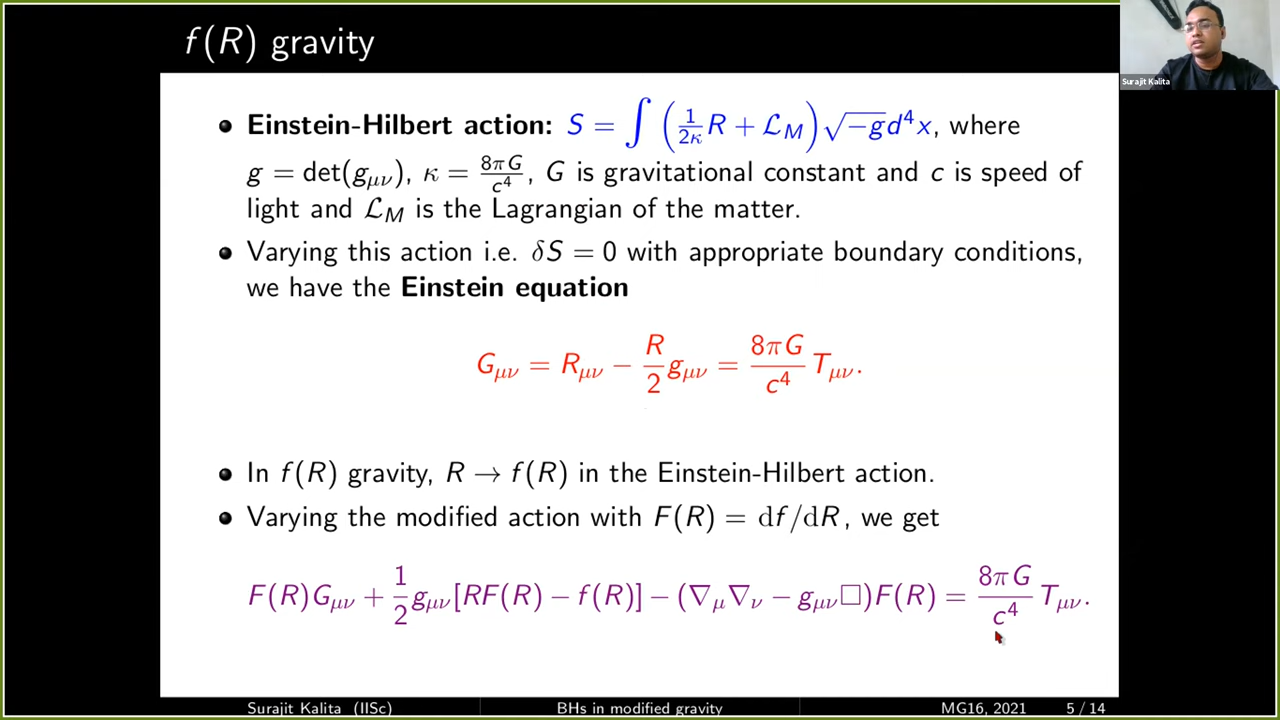 f(R) gravity
Surajit Kalita
Einstein-Hilbert action: S = ∫ (1/2κ R + ℒ_M) √−g d⁴x, where
g = det(g_μν), κ = 8πG/c⁴, G is gravitational constant and c is speed of
light and ℒ_M is the Lagrangian of the matter.
Varying this action i.e. δS = 0 with appropriate boundary conditions,
we have the Einstein equation
G_μν = R_μν − R/2 g_μν = 8πG/c⁴ T_μν.
In f(R) gravity, R → f(R) in the Einstein-Hilbert action.
Varying the modified action with F(R) = df/dR, we get
F(R)G_μν + 1/2 g_μν[RF(R) − f(R)] − (∇_μ∇_ν − g_μν□)F(R) = 8πG/c⁴ T_μν.
Surajit Kalita (IISc) BHs in modified gravity MG16, 2021 5 / 14